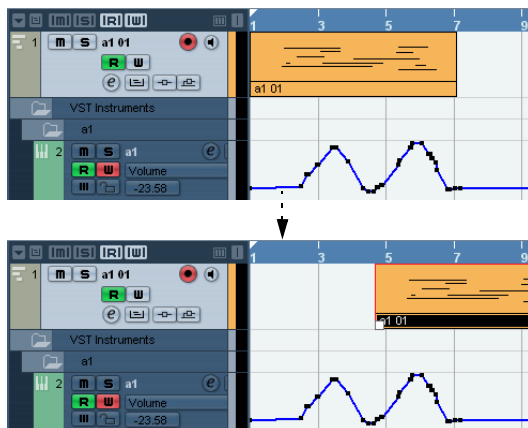 [m] [S] [R] [W] 1 3 5 7 9
1 m S a1 01
R W
e
a1 01
VST Instruments
a1
2 m S a1 e
R W Volume
-23.58
[m] [S] [R] [W] 1 3 5 7 9
1 m S a1 01
R W
e
a1 01
VST Instruments
a1
2 m S a1 e
R W Volume
-23.58